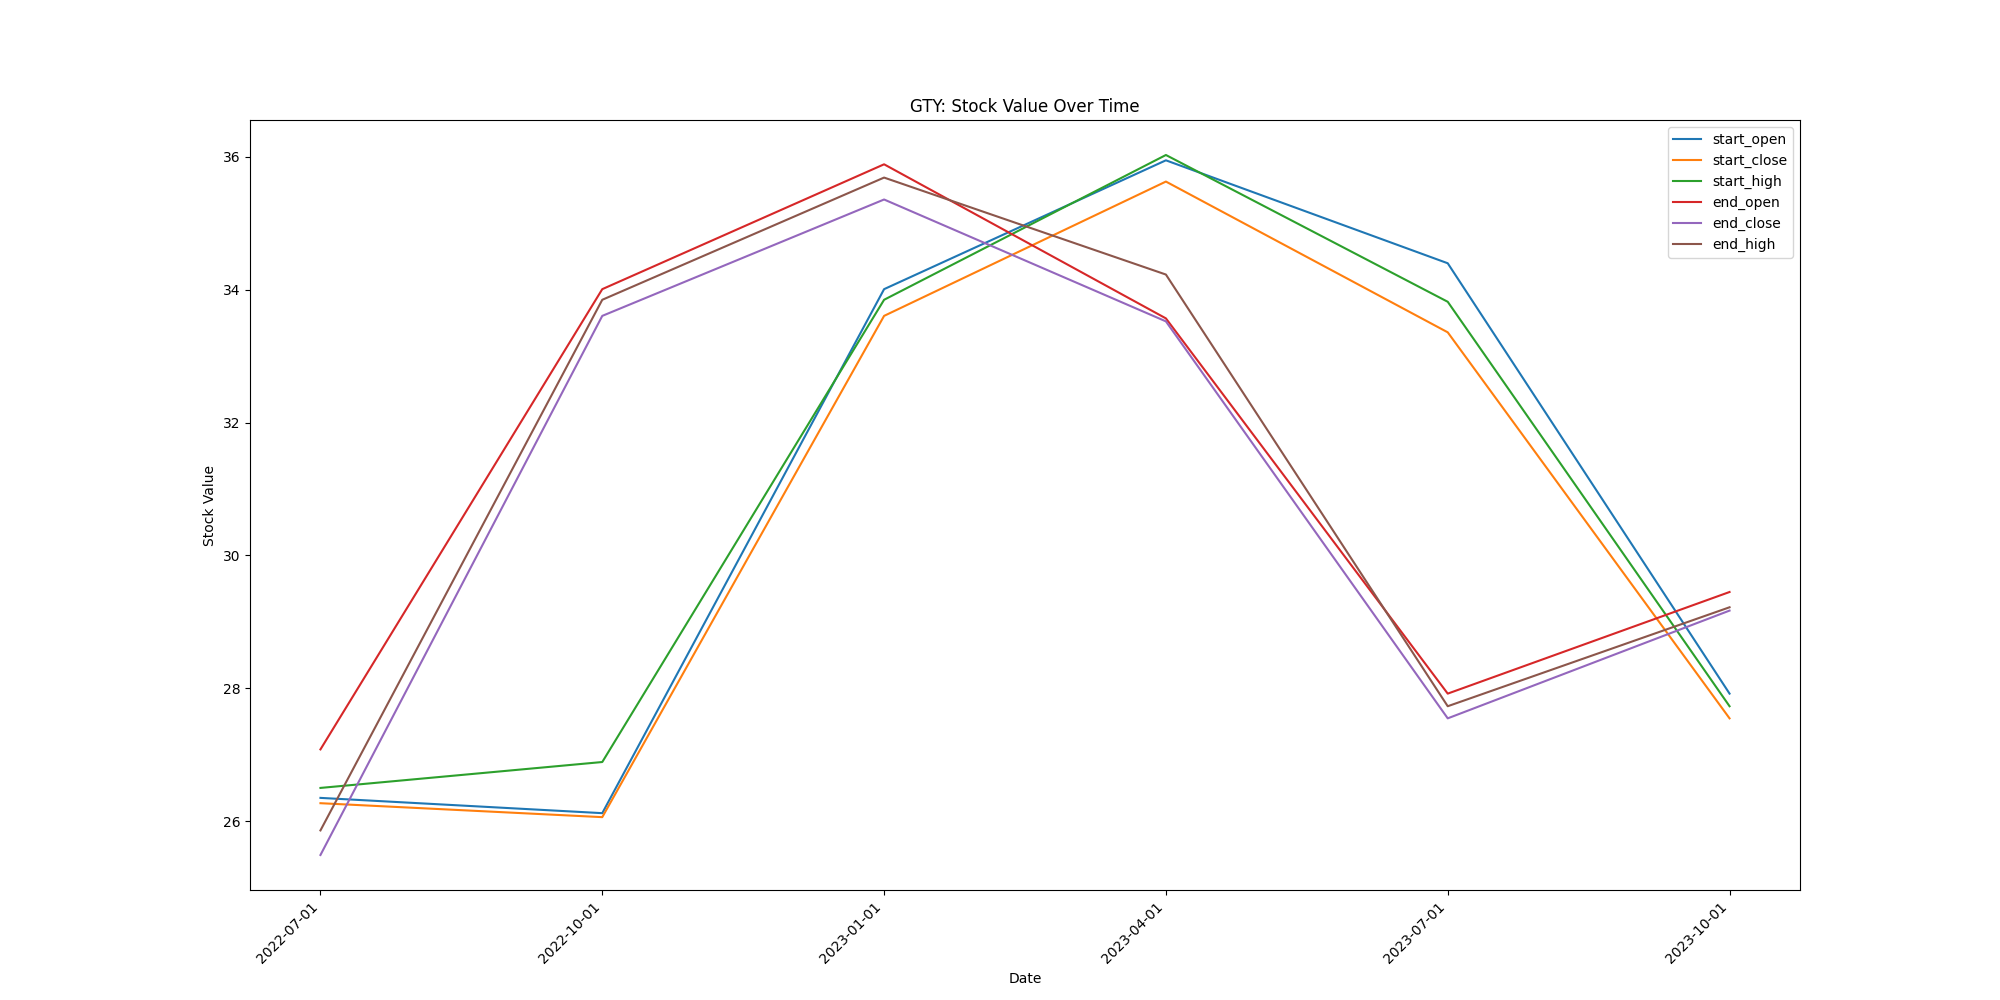 GTY: Stock Value Over Time
start_open
start_close
start_high
end_open
end_close
end_high
36
34
32
30
28
26
Stock Value
2022-07-01
2022-10-01
2023-01-01
2023-04-01
2023-07-01
2023-10-01
Date